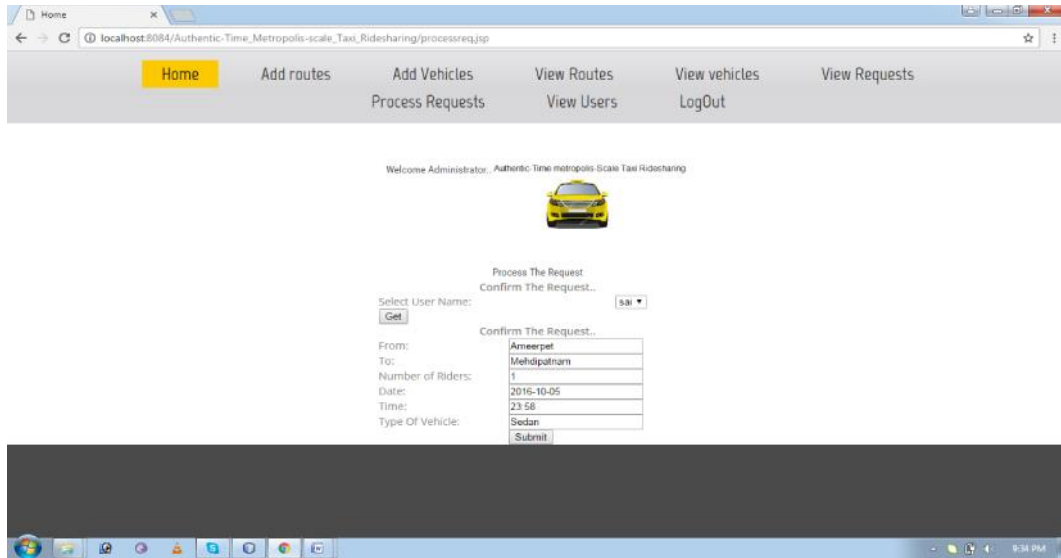 Home
localhost:8084/Authentic-Time_Metropolis-scale_Taxi_Ridesharing/processreq.jsp
Home Add routes Add Vehicles View Routes View vehicles View Requests
Process Requests View Users LogOut
Welcome Administrator.. Authentic-Time metropolis-Scale Taxi Ridesharing
Process The Request
Confirm The Request..
Select User Name: sai
Get
Confirm The Request..
From: Ameerpet
To: Mehdipatnam
Number of Riders: 1
Date: 2016-10-05
Time: 23:58
Type Of Vehicle: Sedan
Submit
9:34 PM